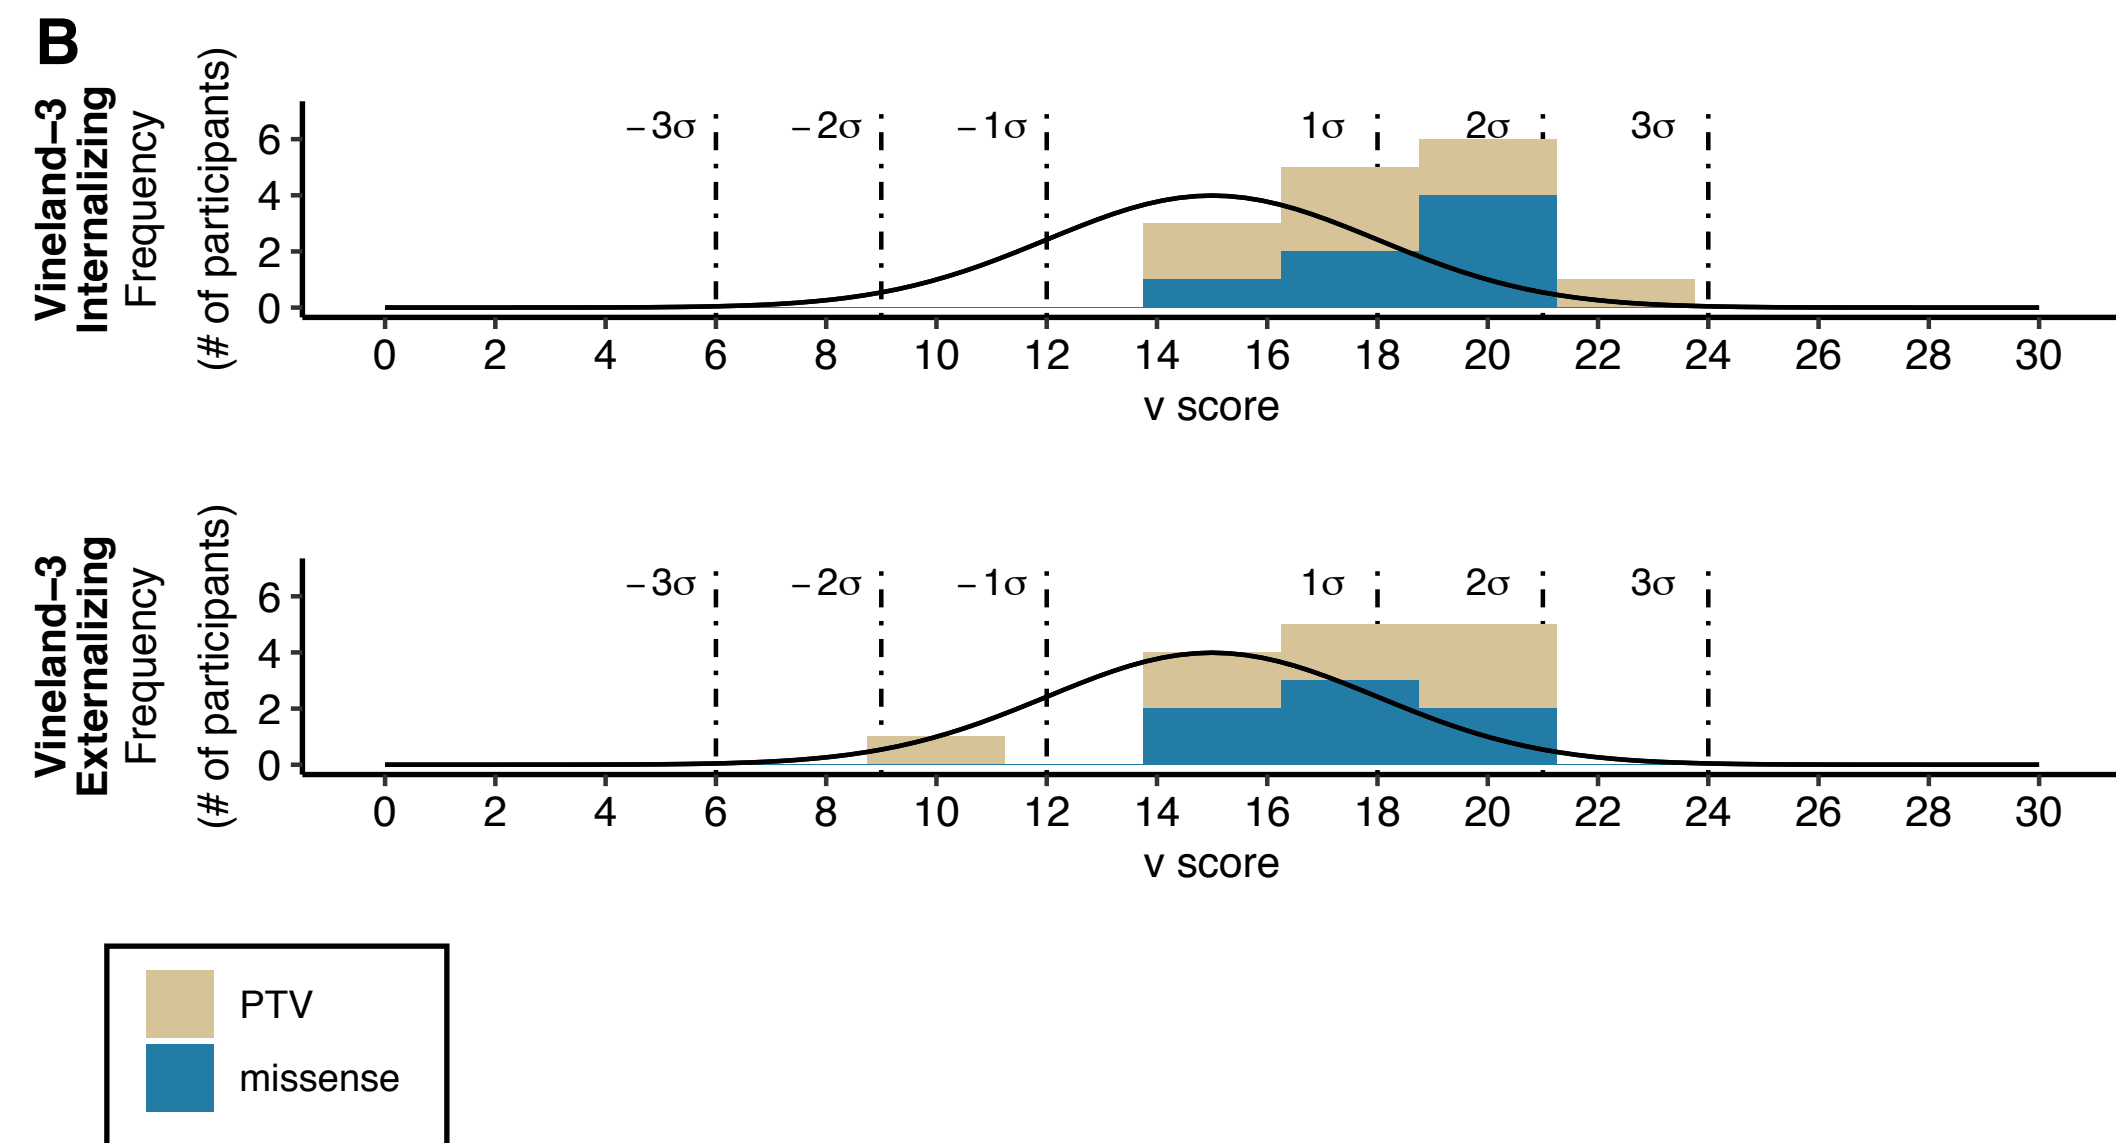 B
Vineland–3
Internalizing
Frequency
(# of participants)
6
4
2
0
−3σ
−2σ
−1σ
1σ
2σ
3σ
0 2 4 6 8 10 12 14 16 18 20 22 24 26 28 30
v score
Vineland–3
Externalizing
Frequency
(# of participants)
6
4
2
0
−3σ
−2σ
−1σ
1σ
2σ
3σ
0 2 4 6 8 10 12 14 16 18 20 22 24 26 28 30
v score
PTV
missense